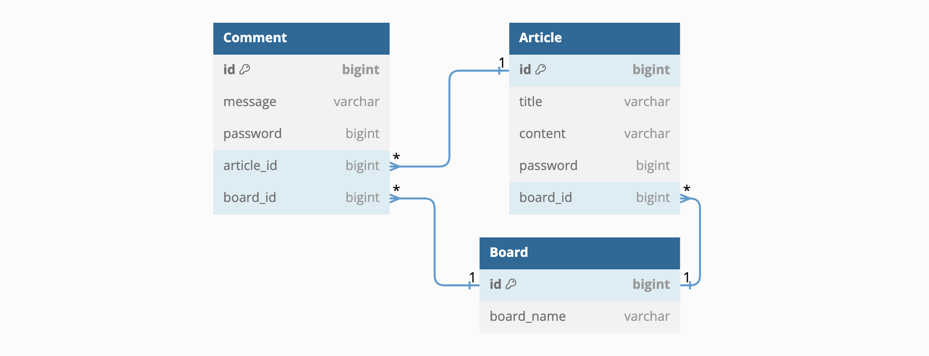 Comment
id bigint
message varchar
password bigint
article_id bigint
board_id bigint
*
*
1
Article
id bigint
title varchar
content varchar
password bigint
board_id bigint
*
1
1
Board
id bigint
board_name varchar